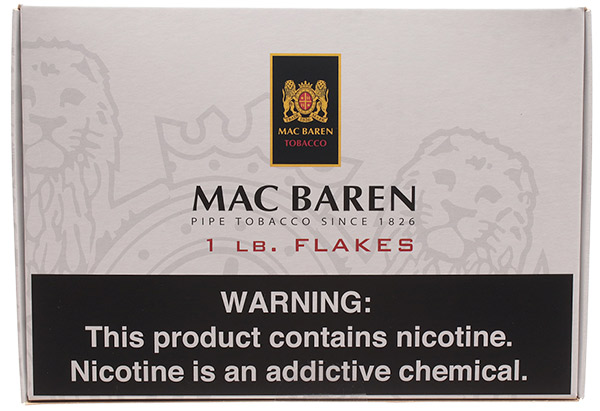 MAC BAREN
TOBACCO
MAC BAREN
PIPE TOBACCO SINCE 1826
1 LB. FLAKES
WARNING:
This product contains nicotine.
Nicotine is an addictive chemical.